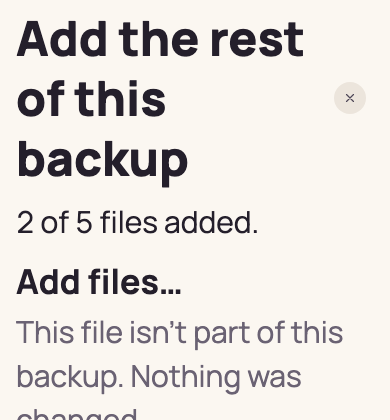 Add the rest
of this
backup
2 of 5 files added.
Add files…
This file isn’t part of this
backup. Nothing was
changed